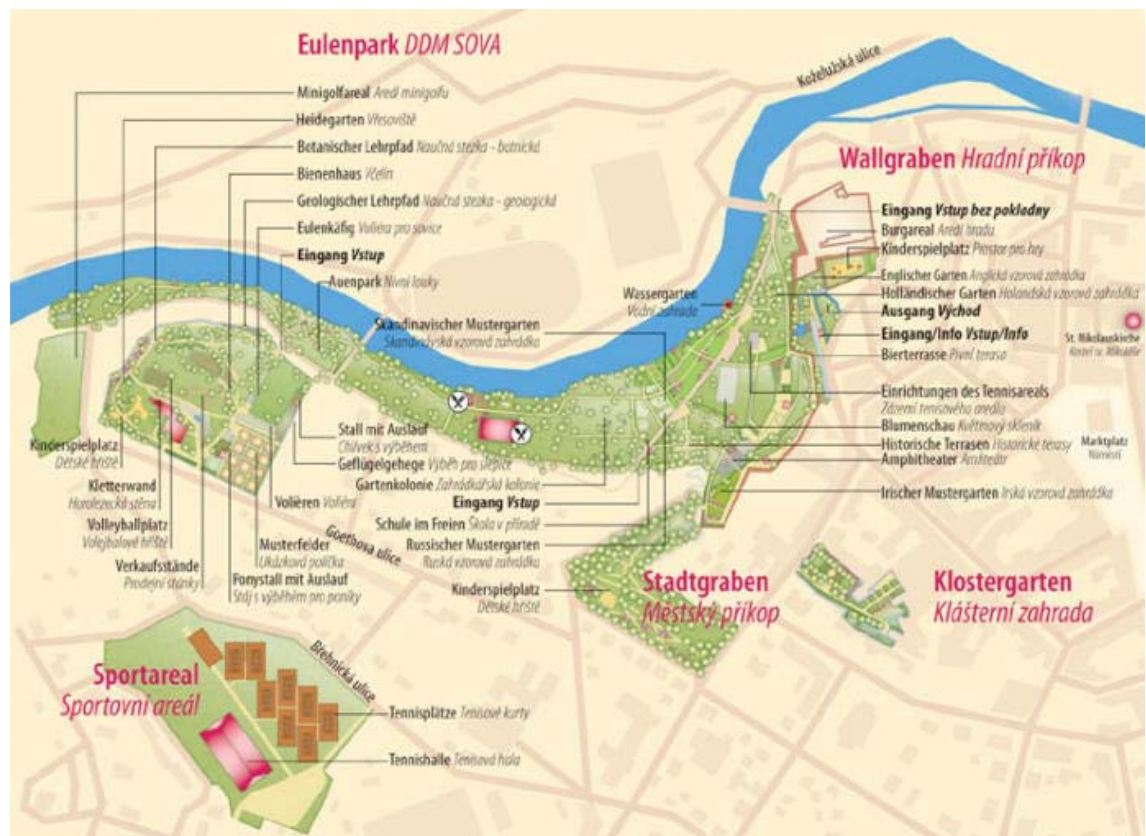 Eulenpark DDM SOVA
Minigolfareal Areál minigolfu
Heidegarten Vřesoviště
Botanischer Lehrpfad Naučná stezka - botnická
Bienenhaus Včelín
Geologischer Lehrpfad Naučná stezka - geologická
Eulenkäfig Voliéra pro sovice
Eingang Vstup
Auenpark Nivní louky
Skandinavischer Mustergarten
Skandinávská vzorová zahrádka
Wassergarten
Vodní zahrada
Koželužská ulice
Wallgraben Hradní příkop
Eingang Vstup bez pokladny
Burgareal Areál hradu
Kinderspielplatz Prostor pro hry
Englischer Garten Anglická vzorová zahrádka
Holländischer Garten Holandská vzorová zahrádka
Ausgang Východ
Eingang/Info Vstup/Info
Bierterrasse Pivní terasa
St. Nikolauskirche
Kostel sv. Mikuláše
Einrichtungen des Tennisareals
Zázemí tenisového areálu
Blumenschau Květinový skleník
Historische Terrasen Historické terasy
Amphitheater Amfiteátr
Marktplatz
Náměstí
Irischer Mustergarten Irská vzorová zahrádka
Kinderspielplatz
Dětské hřiště
Kletterwand
Horolezecká stěna
Volleyballplatz
Volejbalové hřiště
Verkaufsstände
Prodejní stánky
Stall mit Auslauf
Chlívek s výběhem
Geflügelgehege Výběh pro slepice
Gartenkolonie Zahrádkářská kolonie
Volièren Voliéra
Eingang Vstup
Goethova ulice
Schule im Freien Škola v přírodě
Musterfelder
Ukázková políčka
Russischer Mustergarten
Ruská vzorová zahrádka
Ponystall mit Auslauf
Stáj s výběhem pro poníky
Kinderspielplatz
Dětské hřiště
Stadtgraben
Městský příkop
Klostergarten
Klášterní zahrada
Sportareal
Sportovní areál
Břehnická ulice
Tennisplätze Tenisové kurty
Tennishalle Tenisová hala